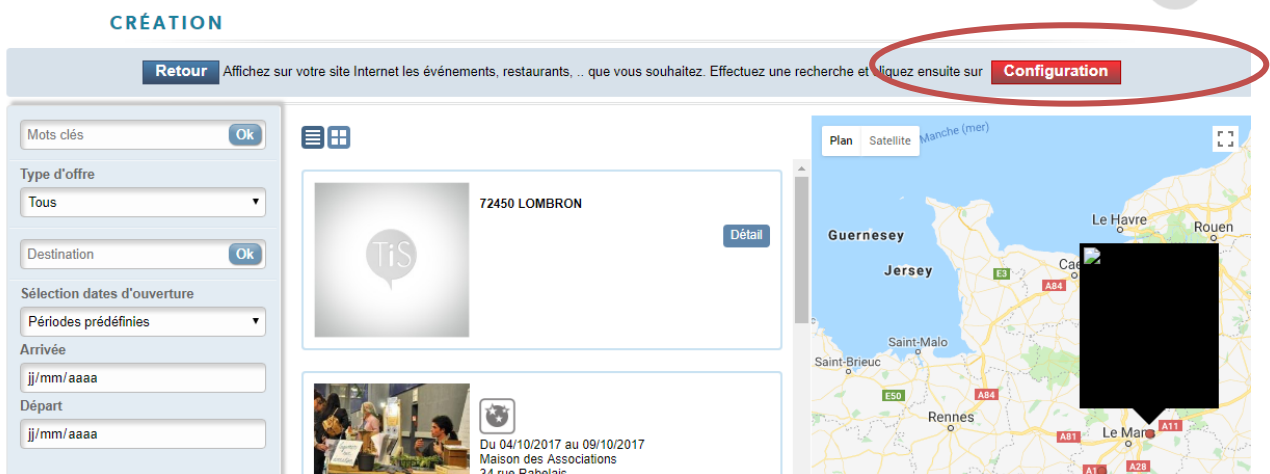 CRÉATION
Retour Affichez sur votre site Internet les événements, restaurants, .. que vous souhaitez. Effectuez une recherche et cliquez ensuite sur Configuration
Mots clés Ok
Type d'offre
Tous
Destination Ok
Sélection dates d'ouverture
Périodes prédéfinies
Arrivée
jj/mm/aaaa
Départ
jj/mm/aaaa
TiS
72450 LOMBRON
Détail
Du 04/10/2017 au 09/10/2017
Maison des Associations
34 rue Rabelais
Plan Satellite
Manche (mer)
Le Havre
Rouen
Guernesey
Jersey
E3
A84
Saint-Malo
Saint-Brieuc
E50
A84
Rennes
A81
Le Mans
A11
A1
A28